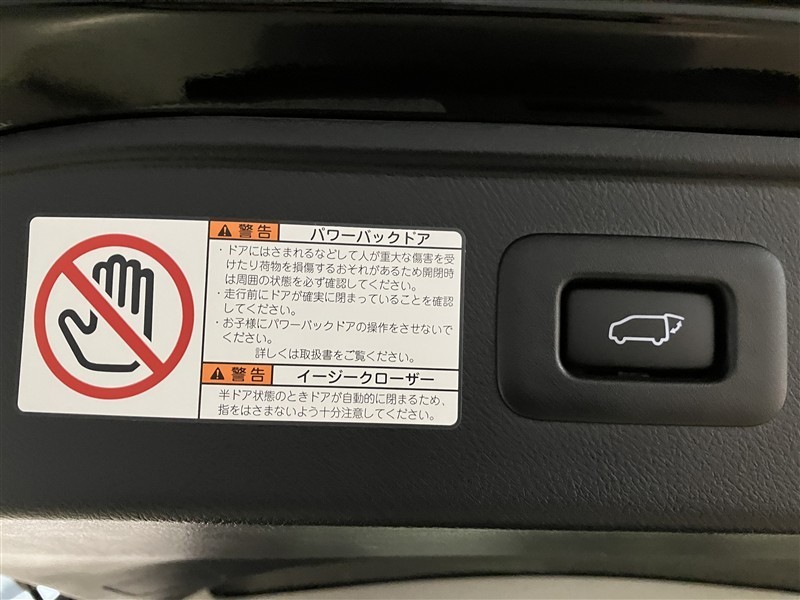 警告 パワーバックドア
・ドアにはさまれるなどして人が重大な傷害を受
けたり荷物を損傷するおそれがあるため開閉時
は周囲の状態を必ず確認してください。
・走行前にドアが確実に閉まっていることを確認
してください。
・お子様にパワーバックドアの操作をさせないで
ください。
詳しくは取扱書をご覧ください。
警告 イージークローザー
半ドア状態のときドアが自動的に閉まるため、
指をはさまないよう十分注意してください。